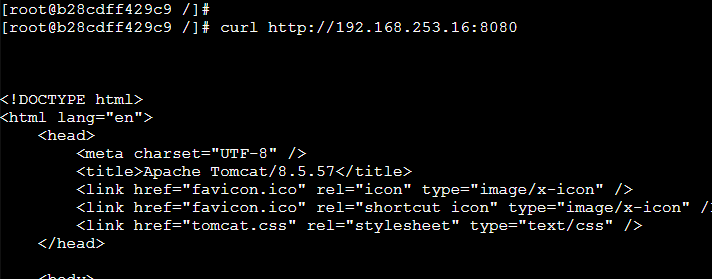 [root@b28cdff429c9 /]#
[root@b28cdff429c9 /]# curl http://192.168.253.16:8080
<!DOCTYPE html>
<html lang="en">
    <head>
        <meta charset="UTF-8" />
        <title>Apache Tomcat/8.5.57</title>
        <link href="favicon.ico" rel="icon" type="image/x-icon" />
        <link href="favicon.ico" rel="shortcut icon" type="image/x-icon" /
        <link href="tomcat.css" rel="stylesheet" type="text/css" />
    </head>
    <body>